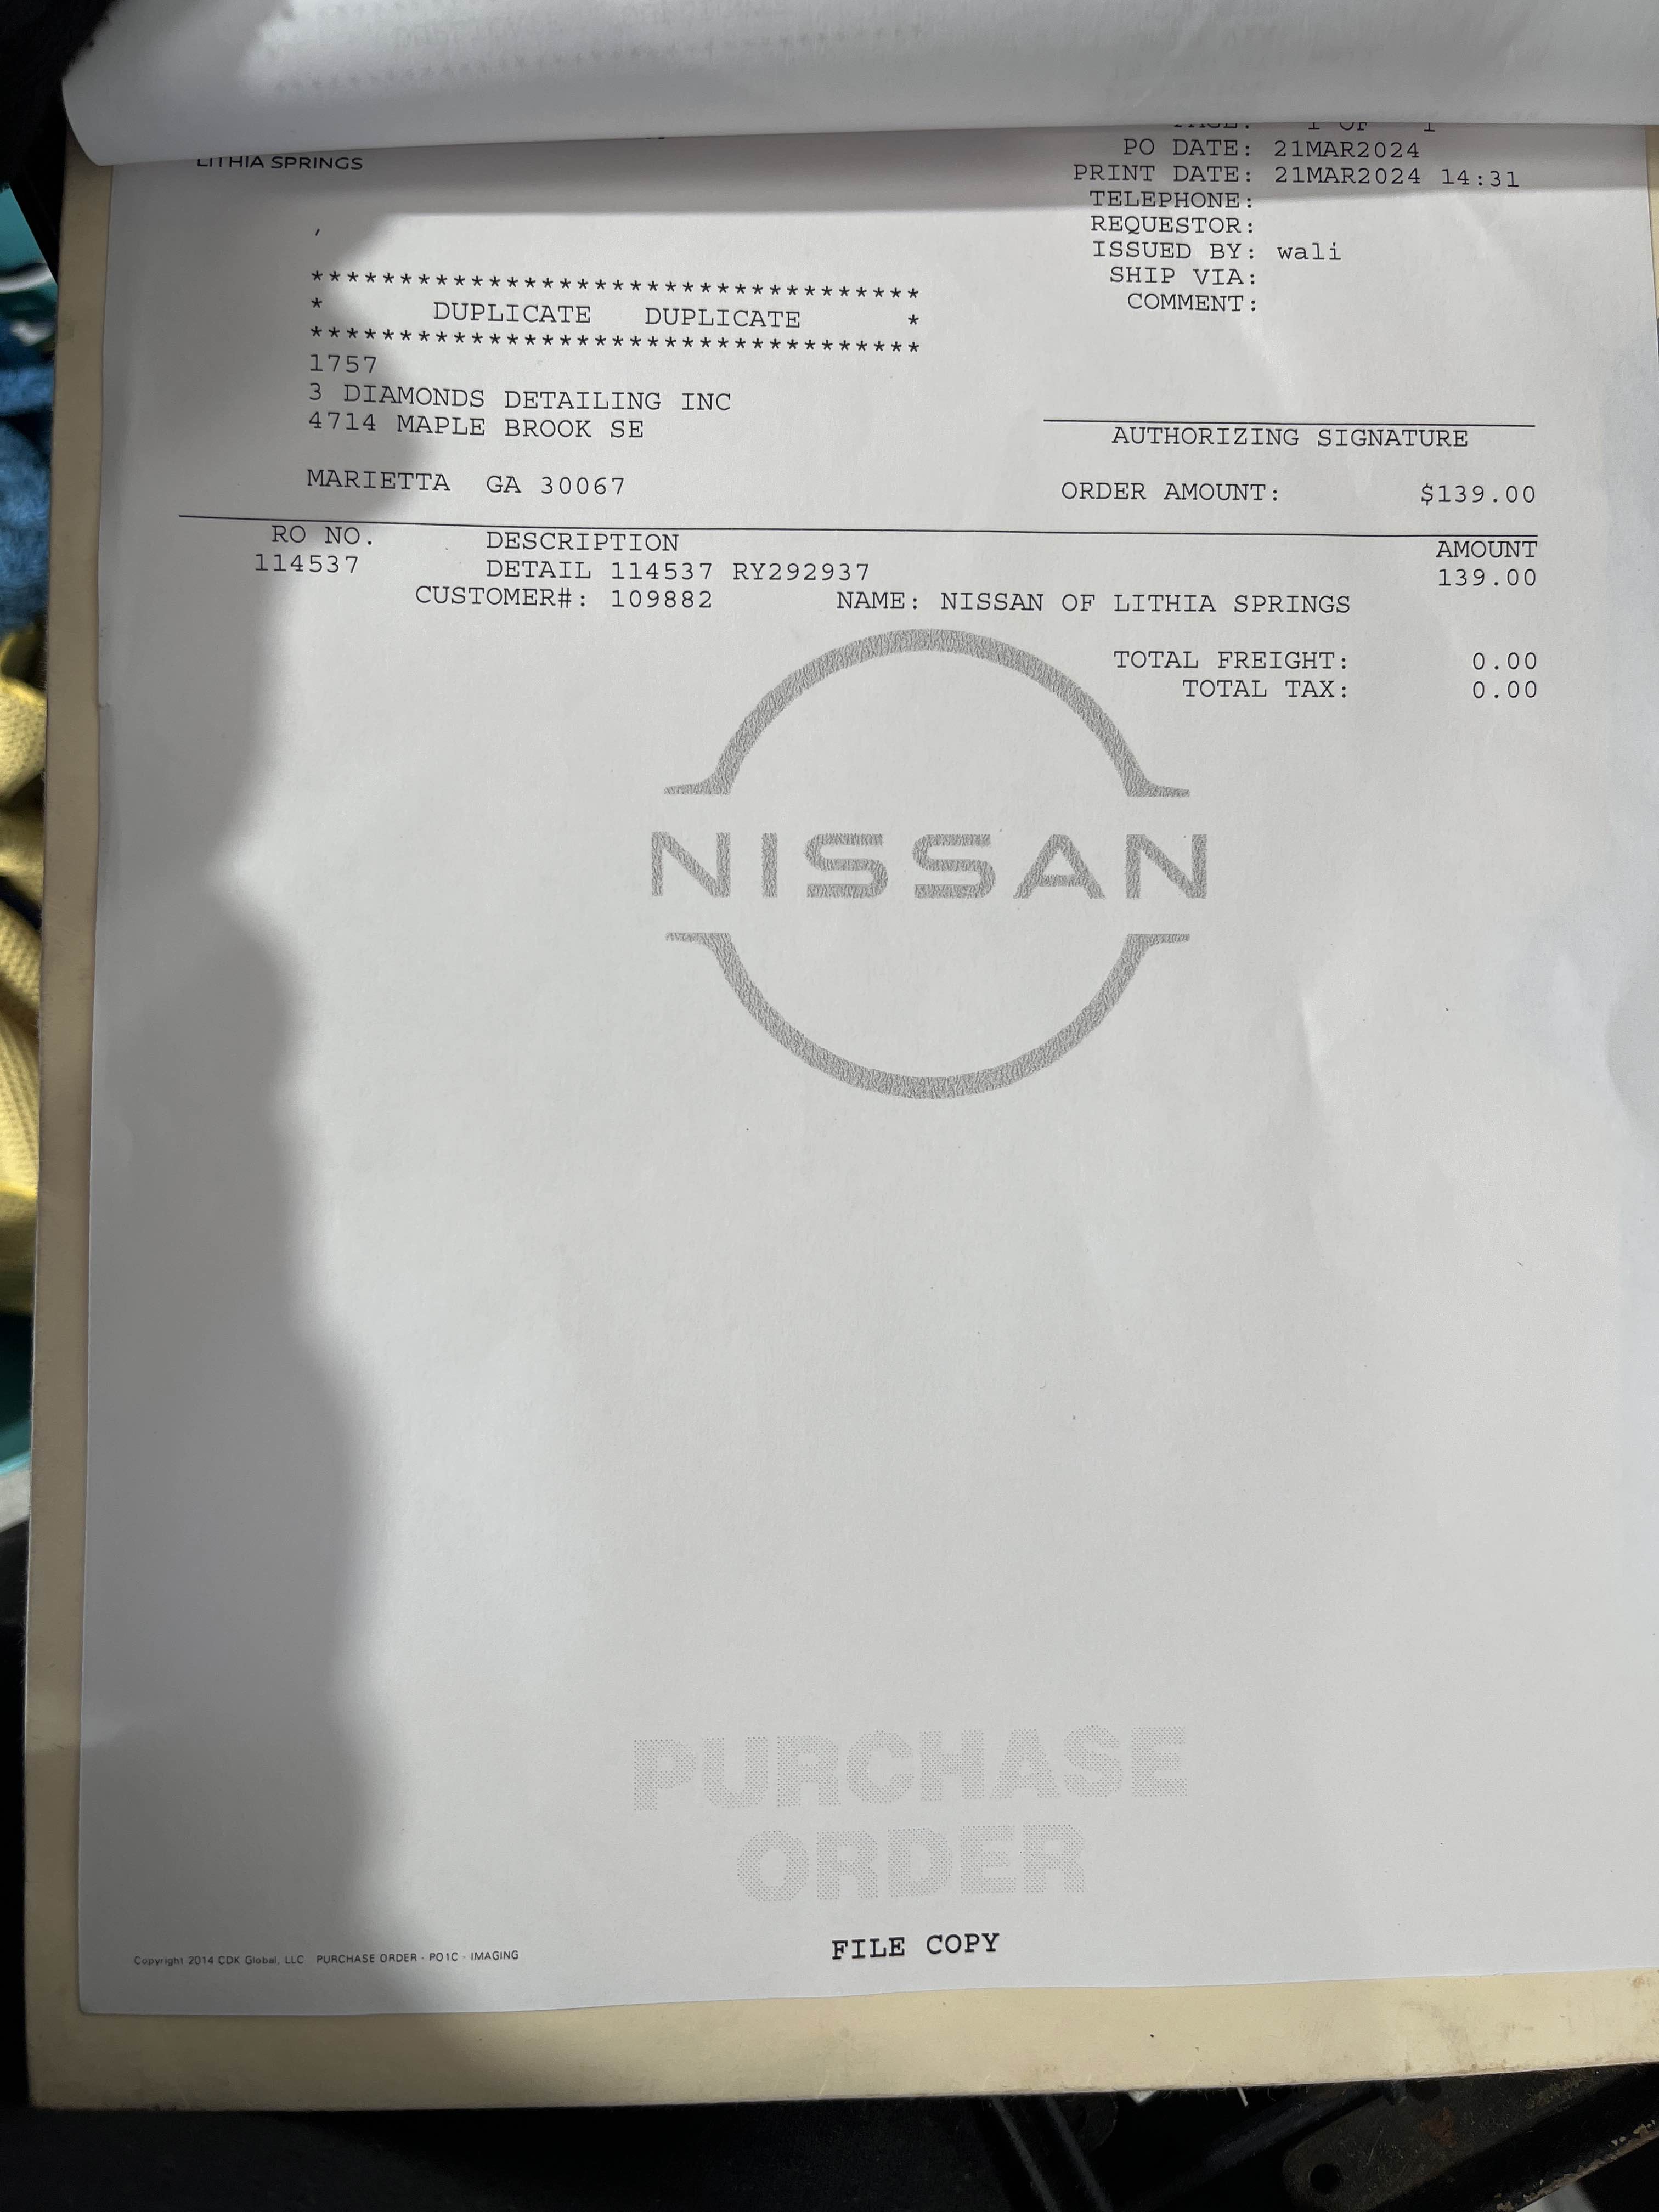 LITHIA SPRINGS
PAGE: 1 OF 1
PO DATE: 21MAR2024
PRINT DATE: 21MAR2024 14:31
TELEPHONE:
REQUESTOR:
ISSUED BY: wali
SHIP VIA:
COMMENT:
,
***********************************
* DUPLICATE DUPLICATE *
***********************************
1757
3 DIAMONDS DETAILING INC
4714 MAPLE BROOK SE
MARIETTA GA 30067
AUTHORIZING SIGNATURE
ORDER AMOUNT: $139.00
RO NO. DESCRIPTION AMOUNT
114537 DETAIL 114537 RY292937 139.00
CUSTOMER#: 109882 NAME: NISSAN OF LITHIA SPRINGS
TOTAL FREIGHT: 0.00
TOTAL TAX: 0.00
NISSAN
PURCHASE
ORDER
FILE COPY
Copyright 2014 CDK Global, LLC PURCHASE ORDER - PO1C - IMAGING